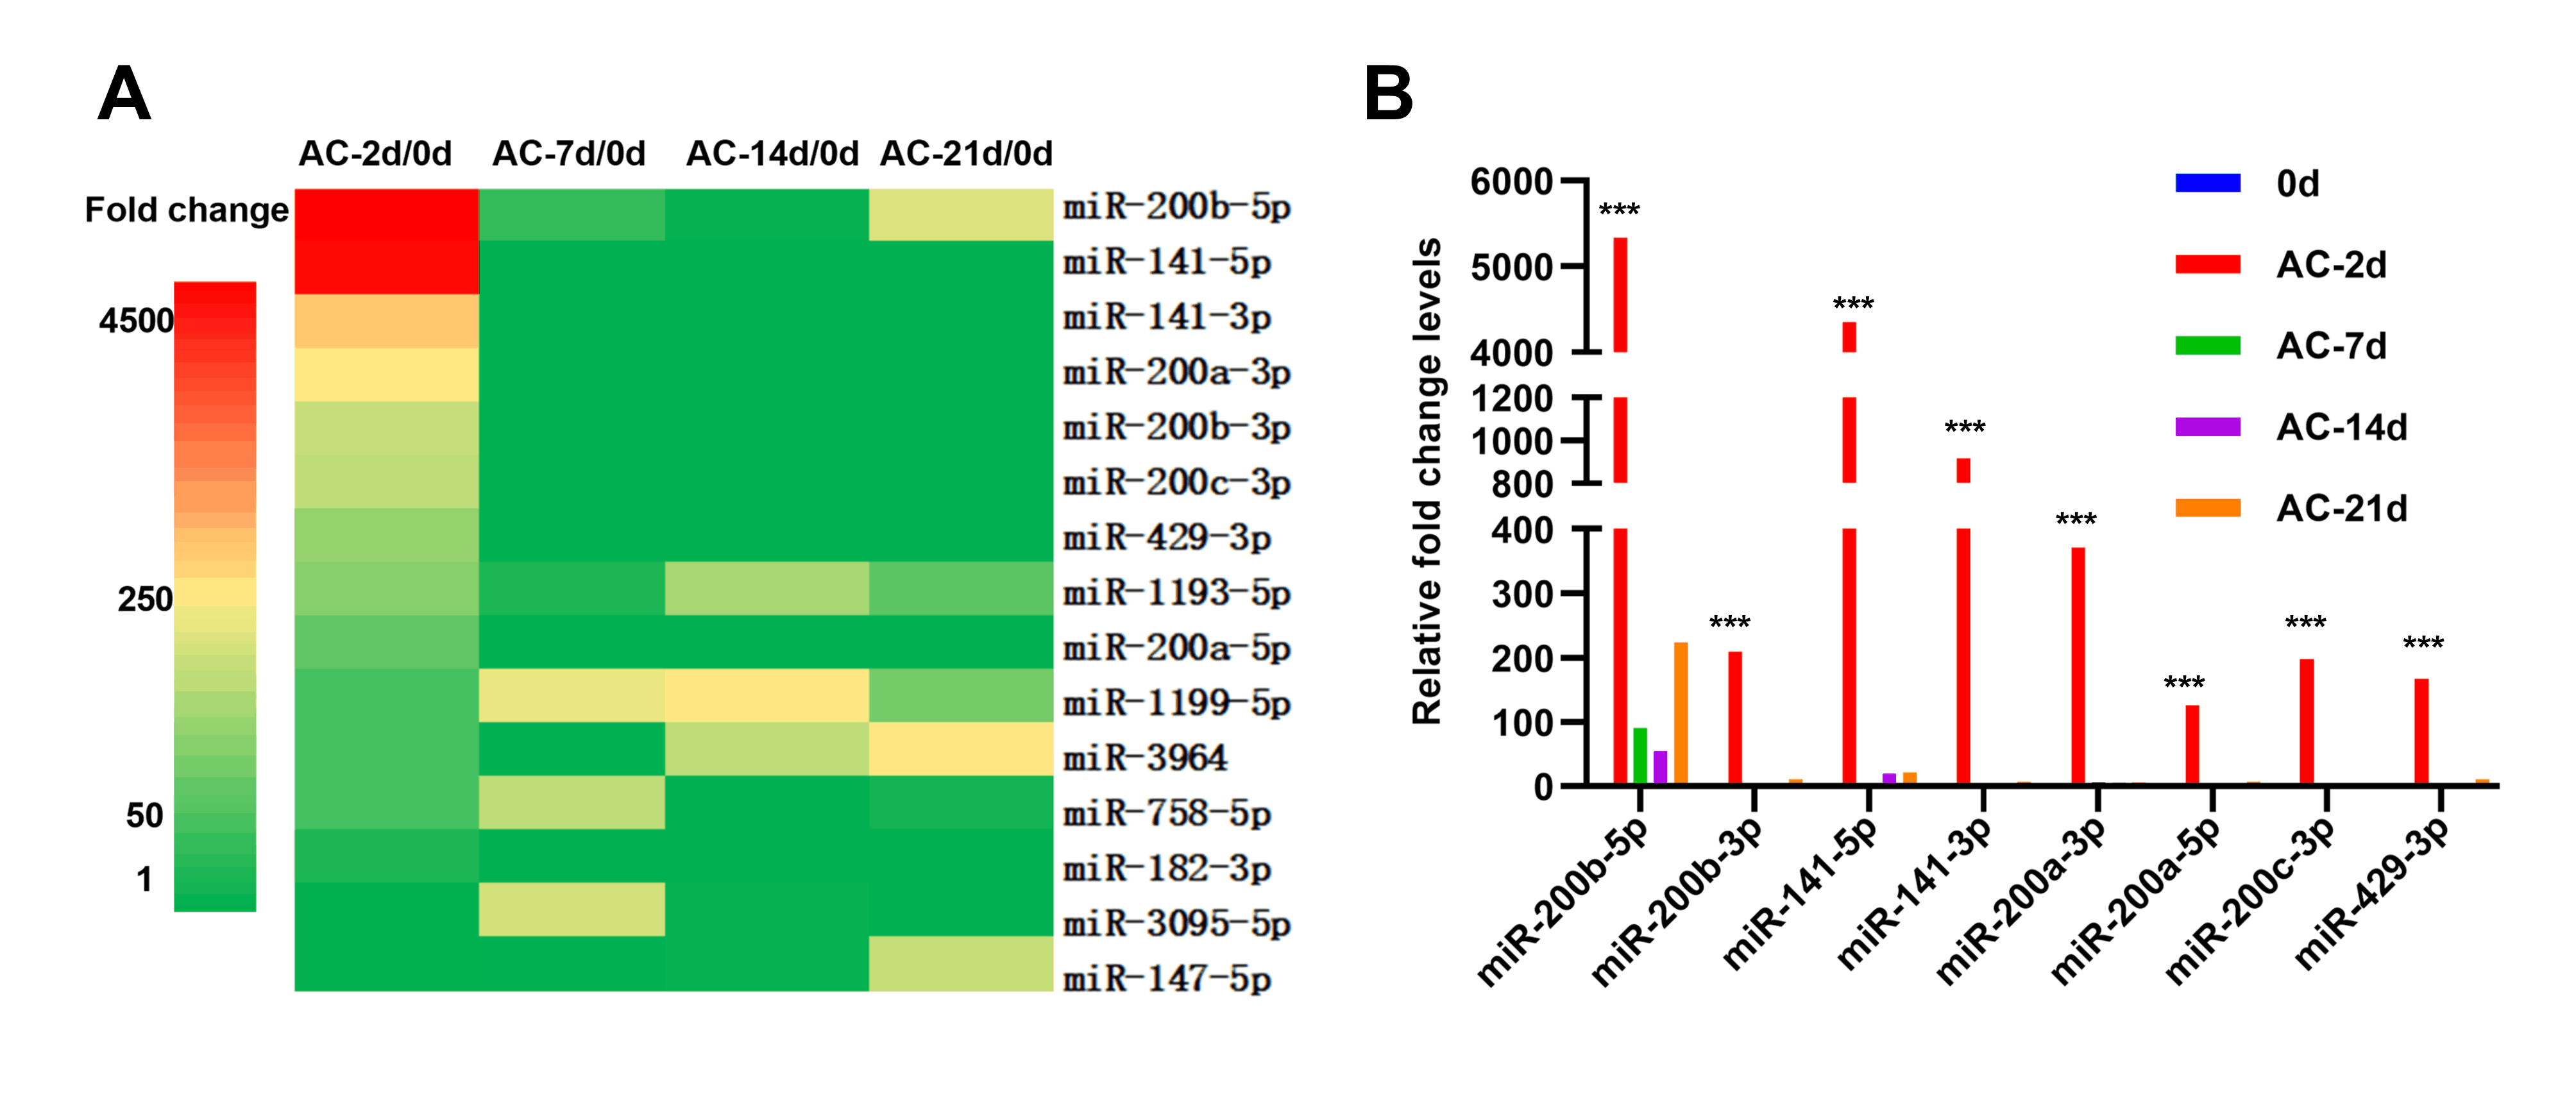 A
AC-2d/0d AC-7d/0d AC-14d/0d AC-21d/0d
Fold change
4500
250
50
1
miR-200b-5p
miR-141-5p
miR-141-3p
miR-200a-3p
miR-200b-3p
miR-200c-3p
miR-429-3p
miR-1193-5p
miR-200a-5p
miR-1199-5p
miR-3964
miR-758-5p
miR-182-3p
miR-3095-5p
miR-147-5p
B
Relative fold change levels
6000
5000
4000
1200
1000
800
400
300
200
100
0
***
***
***
***
***
***
***
***
0d
AC-2d
AC-7d
AC-14d
AC-21d
miR-200b-5p
miR-200b-3p
miR-141-5p
miR-141-3p
miR-200a-3p
miR-200a-5p
miR-200c-3p
miR-429-3p